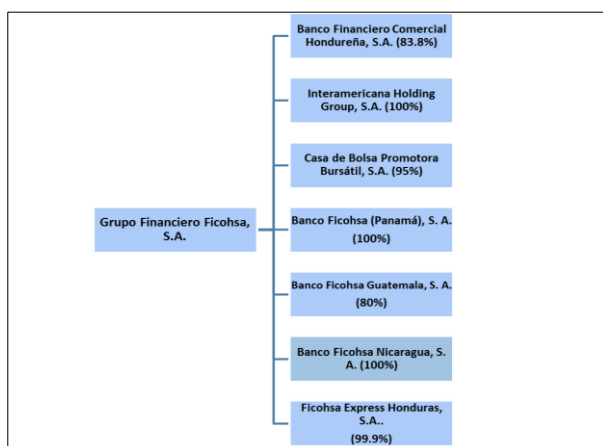 Banco Financiero Comercial
Hondureña, S.A. (83.8%)
Interamericana Holding
Group, S.A. (100%)
Casa de Bolsa Promotora
Bursátil, S.A. (95%)
Grupo Financiero Ficohsa,
S.A.
Banco Ficohsa (Panamá), S. A.
(100%)
Banco Ficohsa Guatemala, S. A.
(80%)
Banco Ficohsa Nicaragua, S.
A. (100%)
Ficohsa Express Honduras,
S.A..
(99.9%)